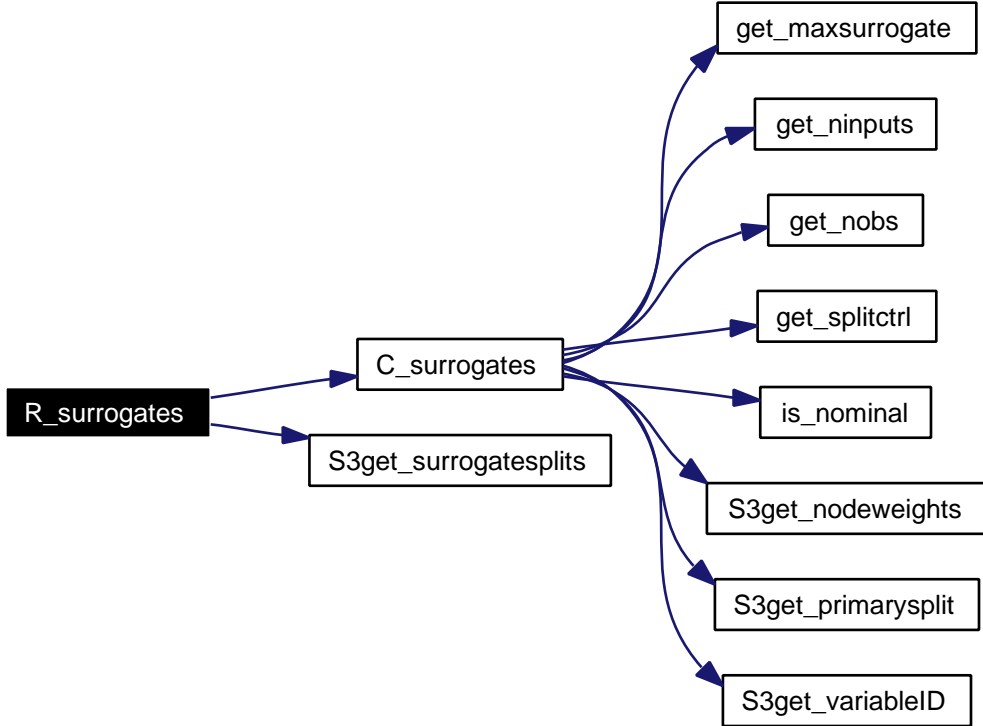 get_maxsurrogate
get_ninputs
get_nobs
get_splitctrl
C_surrogates
is_nominal
R_surrogates
S3get_surrogatesplits
S3get_nodeweights
S3get_primarysplit
S3get_variableID